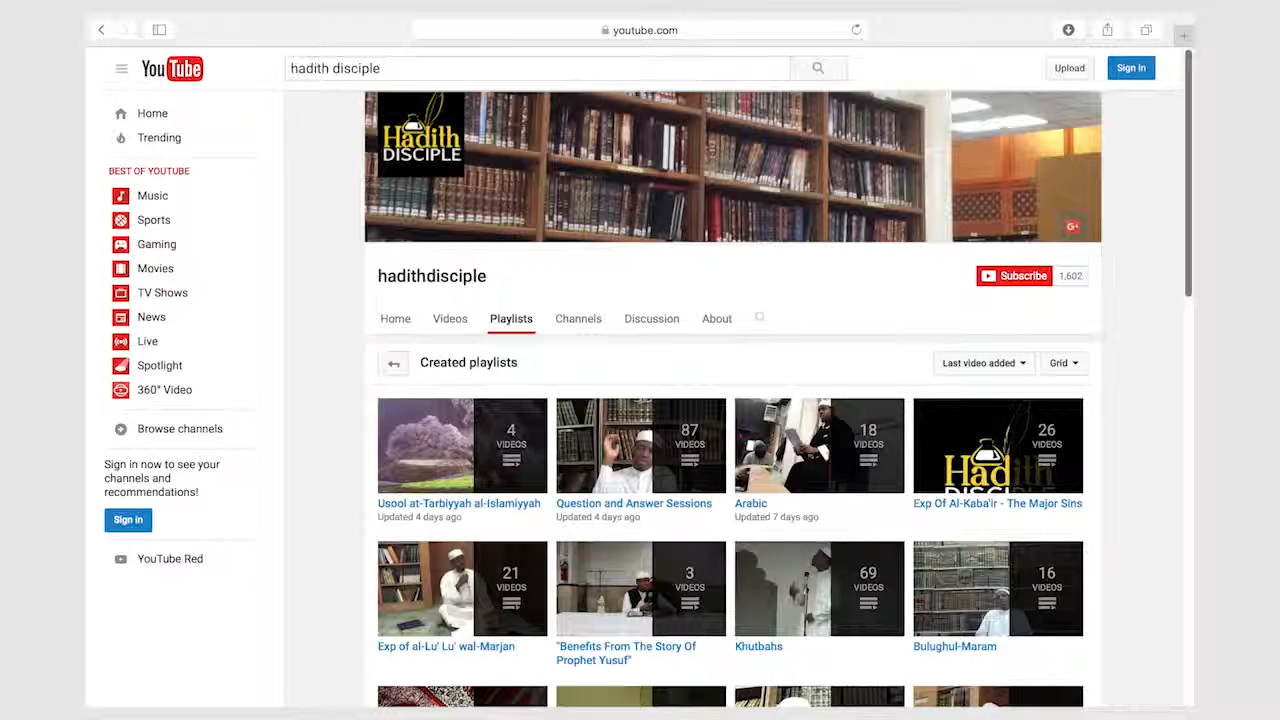 youtube.com
YouTube
hadith disciple
Upload
Sign In
Home
Trending
BEST OF YOUTUBE
Music
Sports
Gaming
Movies
TV Shows
News
Live
Spotlight
360° Video
Browse channels
Sign in now to see your
channels and
recommendations!
Sign in
YouTube Red
Hadith
DISCIPLE
G+
hadithdisciple
Subscribe
1,602
Home
Videos
Playlists
Channels
Discussion
About
Created playlists
Last video added
Grid
4
VIDEOS
Usool at-Tarbiyyah al-Islamiyyah
Updated 4 days ago
87
VIDEOS
Question and Answer Sessions
Updated 4 days ago
18
VIDEOS
Arabic
Updated 7 days ago
Hadith
DISCIPLE
26
VIDEOS
Exp Of Al-Kaba'ir - The Major Sins
21
VIDEOS
Exp of al-Lu' Lu' wal-Marjan
3
VIDEOS
"Benefits From The Story Of
Prophet Yusuf"
69
VIDEOS
Khutbahs
16
VIDEOS
Bulughul-Maram